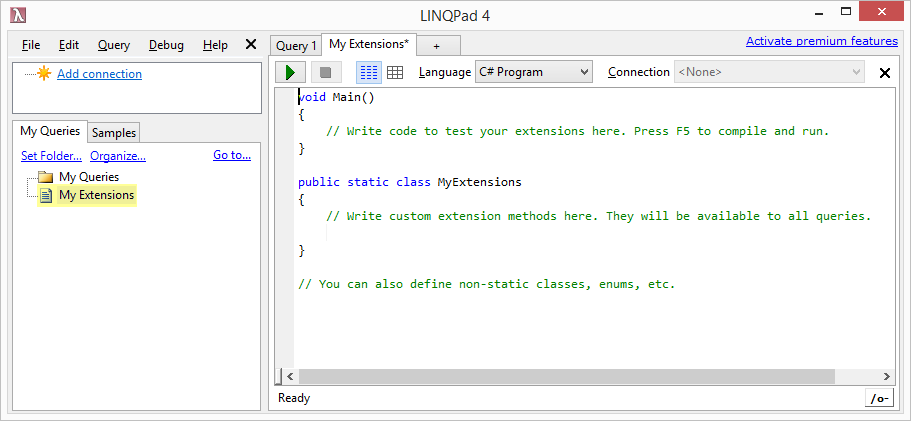 LINQPad 4
File Edit Query Debug Help
Query 1 My Extensions* +
Activate premium features
Add connection
Language C# Program Connection <None>
My Queries Samples
Set Folder... Organize... Go to...
My Queries
My Extensions
void Main()
{
// Write code to test your extensions here. Press F5 to compile and run.
}
public static class MyExtensions
{
// Write custom extension methods here. They will be available to all queries.
}
// You can also define non-static classes, enums, etc.
Ready
/o-